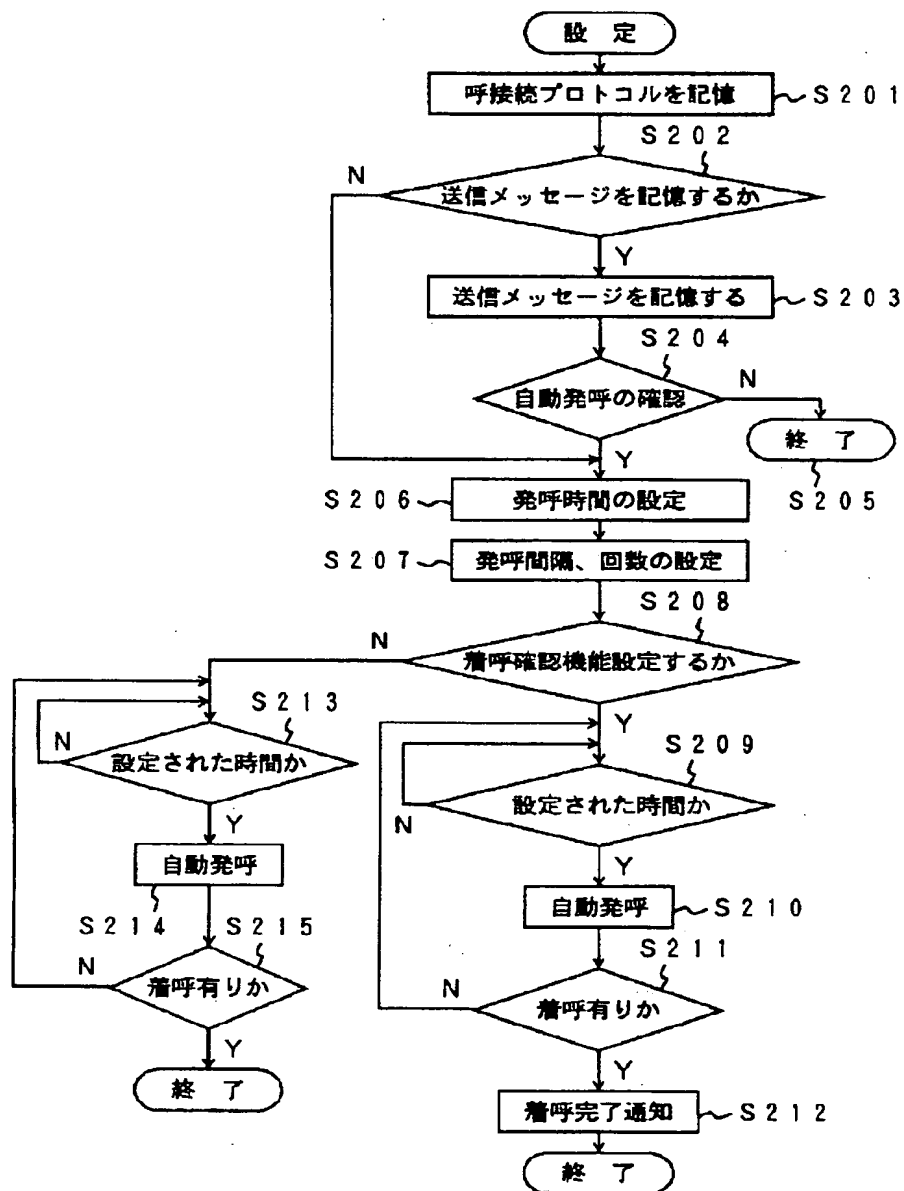 設 定
呼接続プロトコルを記憶
S201
S202
N
送信メッセージを記憶するか
Y
送信メッセージを記憶する
S203
S204
N
自動発呼の確認
終 了
Y
S205
S206
発呼時間の設定
S207
発呼間隔、回数の設定
S208
N
着呼確認機能設定するか
S213
Y
S209
N
設定された時間か
設定された時間か
N
Y
Y
自動発呼
自動発呼
S210
S214
S215
S211
N
着呼有りか
N
着呼有りか
Y
Y
終 了
着呼完了通知
S212
終 了